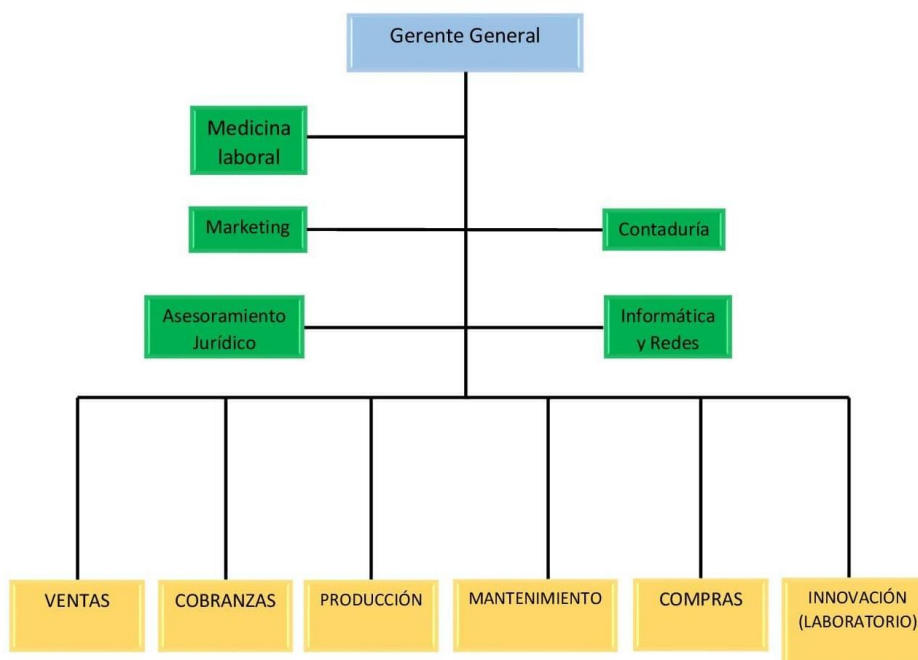 Gerente General
Medicina
laboral
Marketing
Contaduría
Asesoramiento
Jurídico
Informática
y Redes
VENTAS
COBRANZAS
PRODUCCIÓN
MANTENIMIENTO
COMPRAS
INNOVACIÓN
(LABORATORIO)